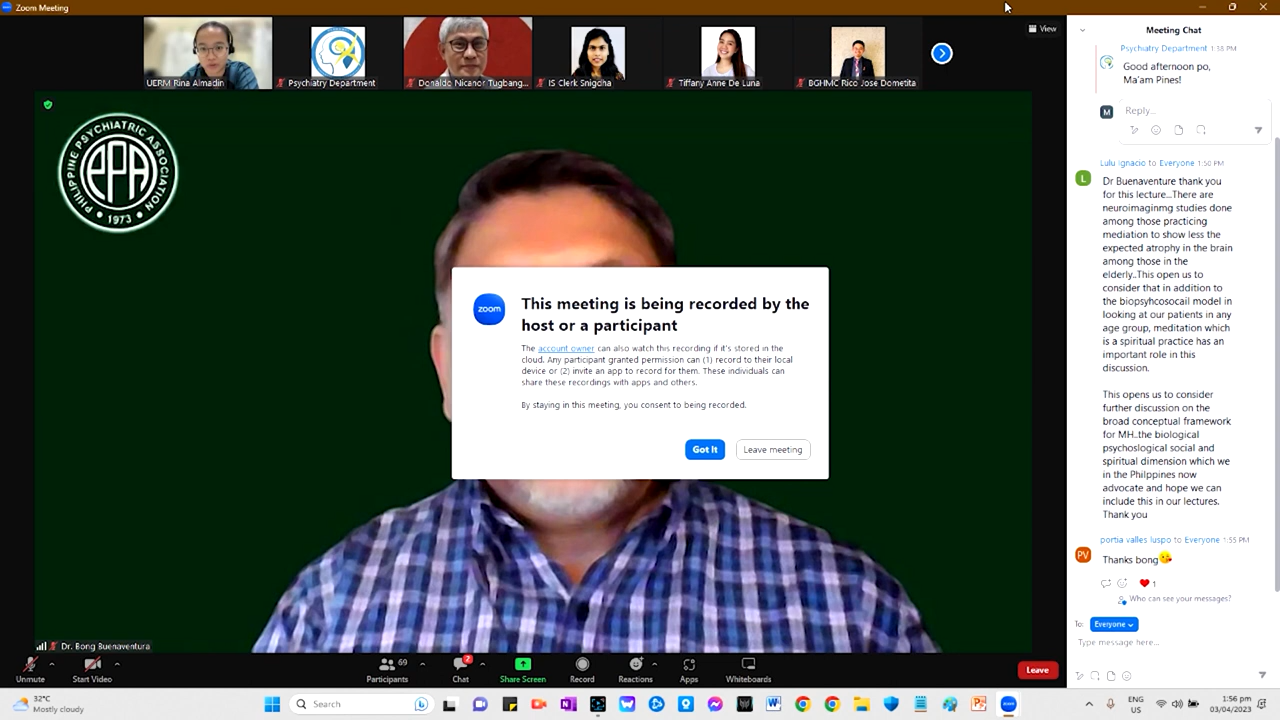 Zoom Meeting
View
UERM Rina Almadin
Psychiatry Department
Donaldo Nicanor Tugbang...
IS Clerk Snigdha
Tiffany Anne De Luna
BGHMC Rico Jose Dometita
PHILIPPINE PSYCHIATRIC ASSOCIATION
PPA
• 1973 •
This meeting is being recorded by the
host or a participant
zoom
The account owner can also watch this recording if it's stored in the
cloud. Any participant granted permission can (1) record to their local
device or (2) invite an app to record for them. These individuals can
share these recordings with apps and others.
By staying in this meeting, you consent to being recorded.
Got It
Leave meeting
Dr. Bong Buenaventura
Meeting Chat
Psychiatry Department 1:38 PM
Good afternoon po,
Ma'am Pines!
M
Reply...
Lulu Ignacio to Everyone 1:50 PM
L
Dr Buenaventure thank you
for this lecture...There are
neuroimaginmg studies done
among those practicing
mediation to show less the
expected atrophy in the brain
among those in the
elderly..This open us to
consider that in addition to
the biopsyhcosocail model in
looking at our patients in any
age group, meditation which
is a spiritual practice has an
important role in this
discussion.
This opens us to consider
further discussion on the
broad conceptual framework
for MH..the biological
psychoslogical social and
spiritual dimension which we
in the Philppines now
advocate and hope we can
include this in our lectures.
Thank you
portia valles luspo to Everyone 1:55 PM
PV
Thanks bong😘
❤ 1
Who can see your messages?
To: Everyone
Type message here...
Unmute
Start Video
69
Participants
2
Chat
Share Screen
Record
Reactions
Apps
Whiteboards
Leave
32°C
Mostly cloudy
Search
ENG
US
1:56 pm
03/04/2023